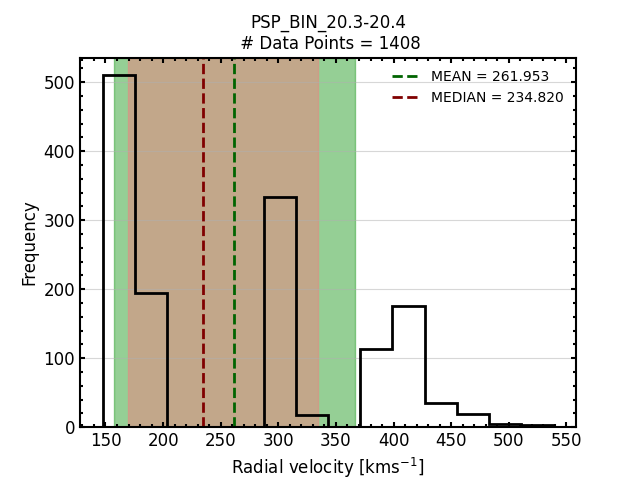 PSP_BIN_20.3-20.4
# Data Points = 1408
MEAN = 261.953
MEDIAN = 234.820
Frequency
500
400
300
200
100
0
150 200 250 300 350 400 450 500 550
Radial velocity [kms⁻¹]